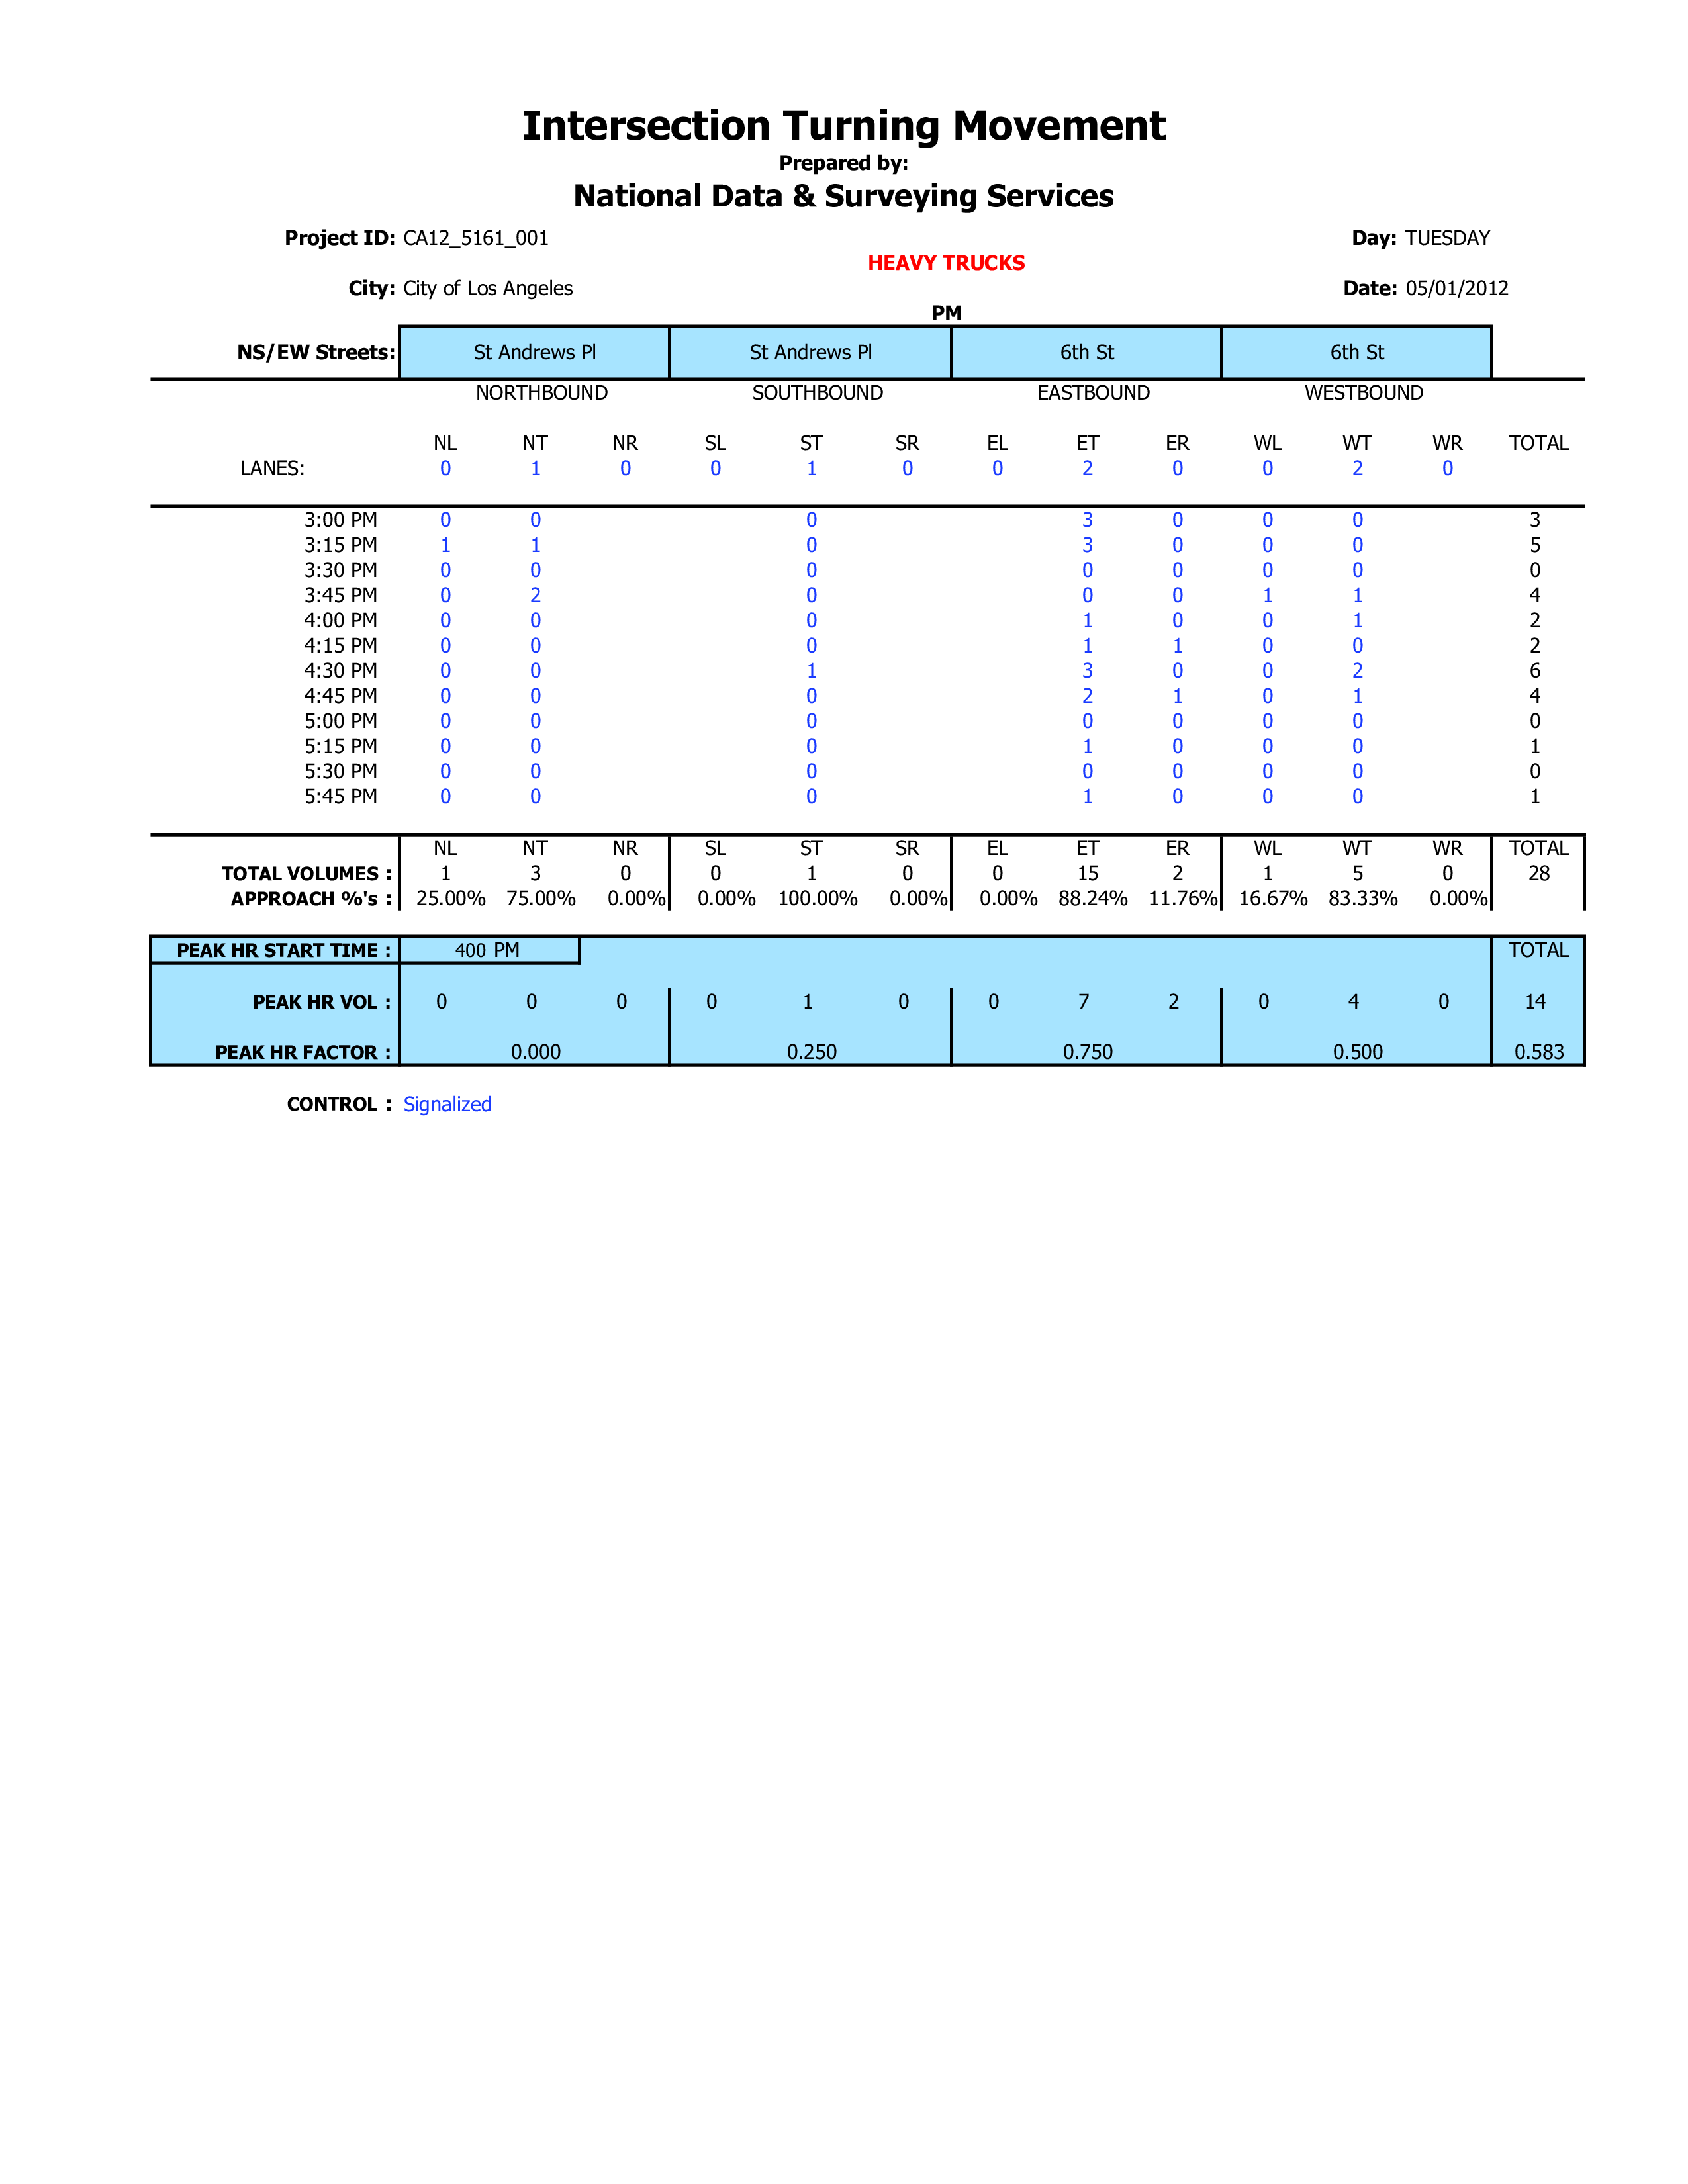 Intersection Turning Movement
Prepared by:
National Data & Surveying Services
Project ID: CA12_5161_001 Day: TUESDAY
HEAVY TRUCKS
City: City of Los Angeles Date: 05/01/2012
PM
NS/EW Streets: St Andrews Pl St Andrews Pl 6th St 6th St
NORTHBOUND SOUTHBOUND EASTBOUND WESTBOUND
NL NT NR SL ST SR EL ET ER WL WT WR TOTAL
LANES: 0 1 0 0 1 0 0 2 0 0 2 0
3:00 PM 0 0 0 3 0 0 0 3
3:15 PM 1 1 0 3 0 0 0 5
3:30 PM 0 0 0 0 0 0 0 0
3:45 PM 0 2 0 0 0 1 1 4
4:00 PM 0 0 0 1 0 0 1 2
4:15 PM 0 0 0 1 1 0 0 2
4:30 PM 0 0 1 3 0 0 2 6
4:45 PM 0 0 0 2 1 0 1 4
5:00 PM 0 0 0 0 0 0 0 0
5:15 PM 0 0 0 1 0 0 0 1
5:30 PM 0 0 0 0 0 0 0 0
5:45 PM 0 0 0 1 0 0 0 1
NL NT NR SL ST SR EL ET ER WL WT WR TOTAL
TOTAL VOLUMES : 1 3 0 0 1 0 0 15 2 1 5 0 28
APPROACH %'s : 25.00% 75.00% 0.00% 0.00% 100.00% 0.00% 0.00% 88.24% 11.76% 16.67% 83.33% 0.00%
PEAK HR START TIME : 400 PM TOTAL
PEAK HR VOL : 0 0 0 0 1 0 0 7 2 0 4 0 14
PEAK HR FACTOR : 0.000 0.250 0.750 0.500 0.583
CONTROL : Signalized